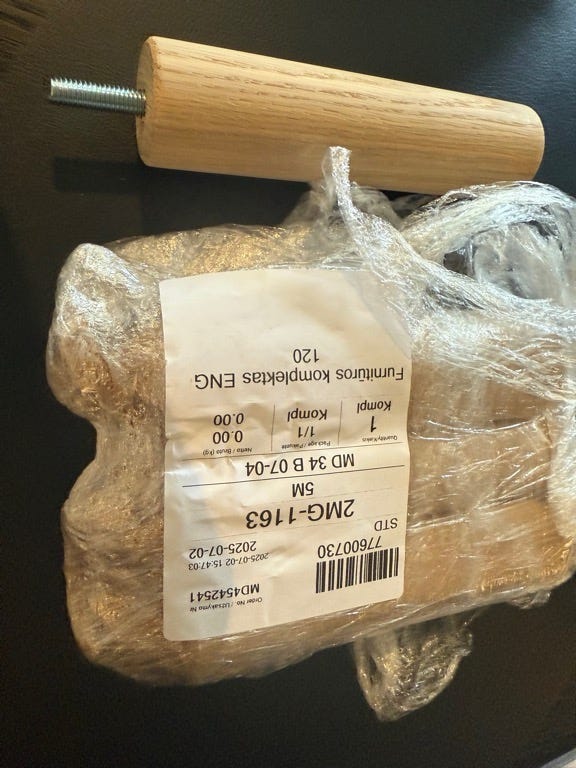 Order No. / Užsakymo Nr
MD4542541
77600730
2025-07-02 15:47:03
STD
2025-07-02
2MG-1163
5M
MD 34 B 07-04
Quantity/Kiekis Package / Pakuotė Netto / Bruto (kg)
1 1/1 0.00
Kompl Kompl 0.00
Furnitūros komplektas ENG
120